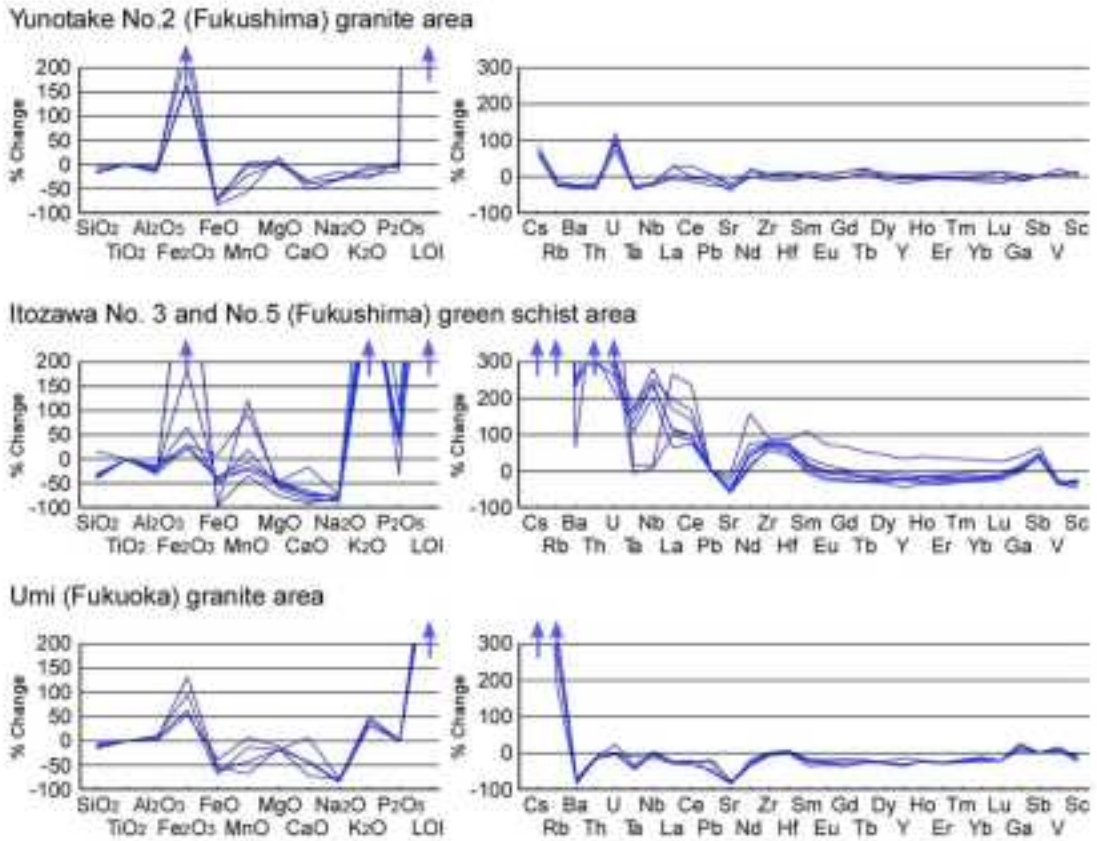 Yunotake No.2 (Fukushima) granite area
% Change
200
150
100
50
0
-50
-100
SiO₂ Al₂O₃ FeO MgO Na₂O P₂O₅
TiO₂ Fe₂O₃ MnO CaO K₂O LOI
% Change
300
200
100
0
-100
Cs Ba U Nb Ce Sr Zr Sm Gd Dy Ho Tm Lu Sb Sc
Rb Th Ta La Pb Nd Hf Eu Tb Y Er Yb Ga V
Itozawa No. 3 and No.5 (Fukushima) green schist area
% Change
200
150
100
50
0
-50
-100
SiO₂ Al₂O₃ FeO MgO Na₂O P₂O₅
TiO₂ Fe₂O₃ MnO CaO K₂O LOI
% Change
300
200
100
0
-100
Cs Ba U Nb Ce Sr Zr Sm Gd Dy Ho Tm Lu Sb Sc
Rb Th Ta La Pb Nd Hf Eu Tb Y Er Yb Ga V
Umi (Fukuoka) granite area
% Change
200
150
100
50
0
-50
-100
SiO₂ Al₂O₃ FeO MgO Na₂O P₂O₅
TiO₂ Fe₂O₃ MnO CaO K₂O LOI
% Change
300
200
100
0
-100
Cs Ba U Nb Ce Sr Zr Sm Gd Dy Ho Tm Lu Sb Sc
Rb Th Ta La Pb Nd Hf Eu Tb Y Er Yb Ga V